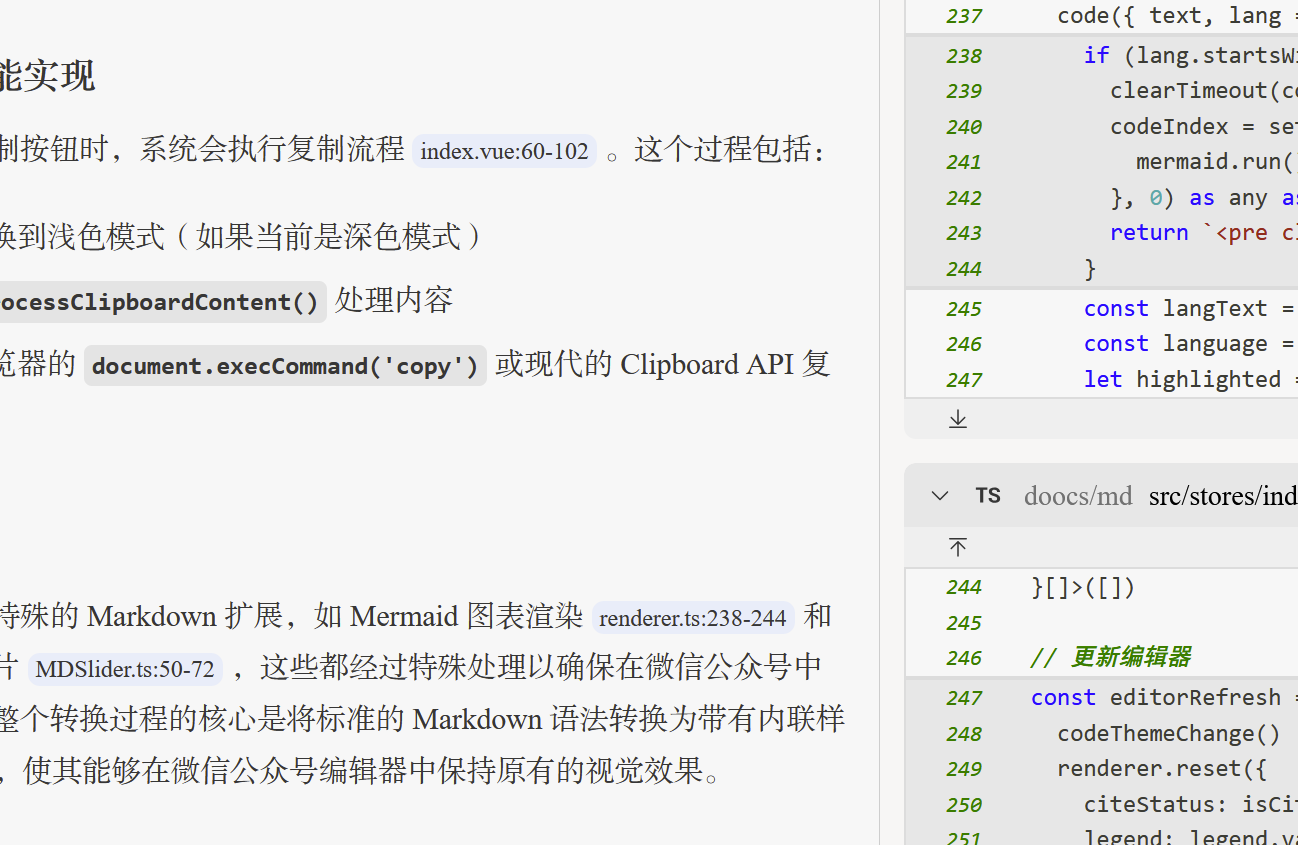 能实现
制按钮时，系统会执行复制流程 index.vue:60-102 。这个过程包括：
换到浅色模式（如果当前是深色模式）
ocessClipboardContent() 处理内容
览器的 document.execCommand('copy') 或现代的 Clipboard API 复
特殊的 Markdown 扩展，如 Mermaid 图表渲染 renderer.ts:238-244 和
片 MDSlider.ts:50-72 ，这些都经过特殊处理以确保在微信公众号中
整个转换过程的核心是将标准的 Markdown 语法转换为带有内联样
，使其能够在微信公众号编辑器中保持原有的视觉效果。
237 code({ text, lang =
238 if (lang.startsWi
239 clearTimeout(co
240 codeIndex = set
241 mermaid.run(
242 }, 0) as any as
243 return `<pre cl
244 }
245 const langText =
246 const language =
247 let highlighted =
TS doocs/md src/stores/ind
244 }[]>([])
245
246 // 更新编辑器
247 const editorRefresh =
248 codeThemeChange()
249 renderer.reset({
250 citeStatus: isCit
251 legend: legend.va